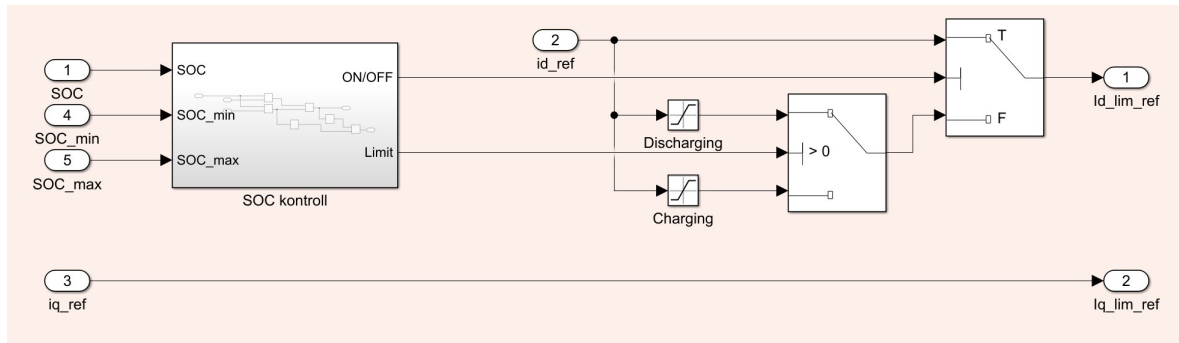 1
SOC
4
SOC_min
5
SOC_max
SOC
SOC_min
SOC_max
ON/OFF
Limit
SOC kontroll
2
id_ref
Discharging
Charging
> 0
T
F
1
Id_lim_ref
3
iq_ref
2
Iq_lim_ref